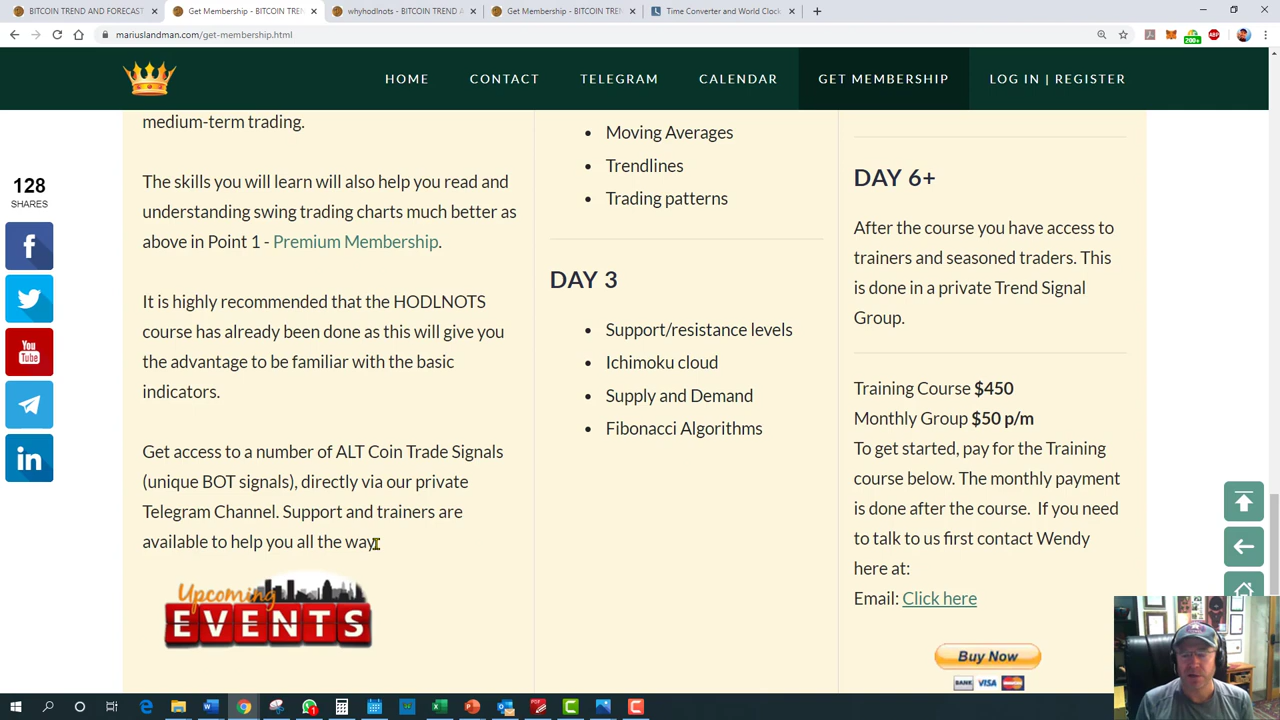 BITCOIN TREND AND FORECAST
Get Membership - BITCOIN TREN
whyhodlnots - BITCOIN TREND A
Get Membership - BITCOIN TREN
Time Converter and World Clock
mariuslandman.com/get-membership.html
200+
ABP
HOME
CONTACT
TELEGRAM
CALENDAR
GET MEMBERSHIP
LOG IN | REGISTER
128
SHARES
You
Tube
medium-term trading.
The skills you will learn will also help you read and
understanding swing trading charts much better as
above in Point 1 - Premium Membership.
It is highly recommended that the HODLNOTS
course has already been done as this will give you
the advantage to be familiar with the basic
indicators.
Get access to a number of ALT Coin Trade Signals
(unique BOT signals), directly via our private
Telegram Channel. Support and trainers are
available to help you all the way.
Upcoming
EVENTS
Moving Averages
Trendlines
Trading patterns
DAY 3
Support/resistance levels
Ichimoku cloud
Supply and Demand
Fibonacci Algorithms
DAY 6+
After the course you have access to
trainers and seasoned traders. This
is done in a private Trend Signal
Group.
Training Course $450
Monthly Group $50 p/m
To get started, pay for the Training
course below. The monthly payment
is done after the course. If you need
to talk to us first contact Wendy
here at:
Email: Click here
Buy Now
BANK VISA